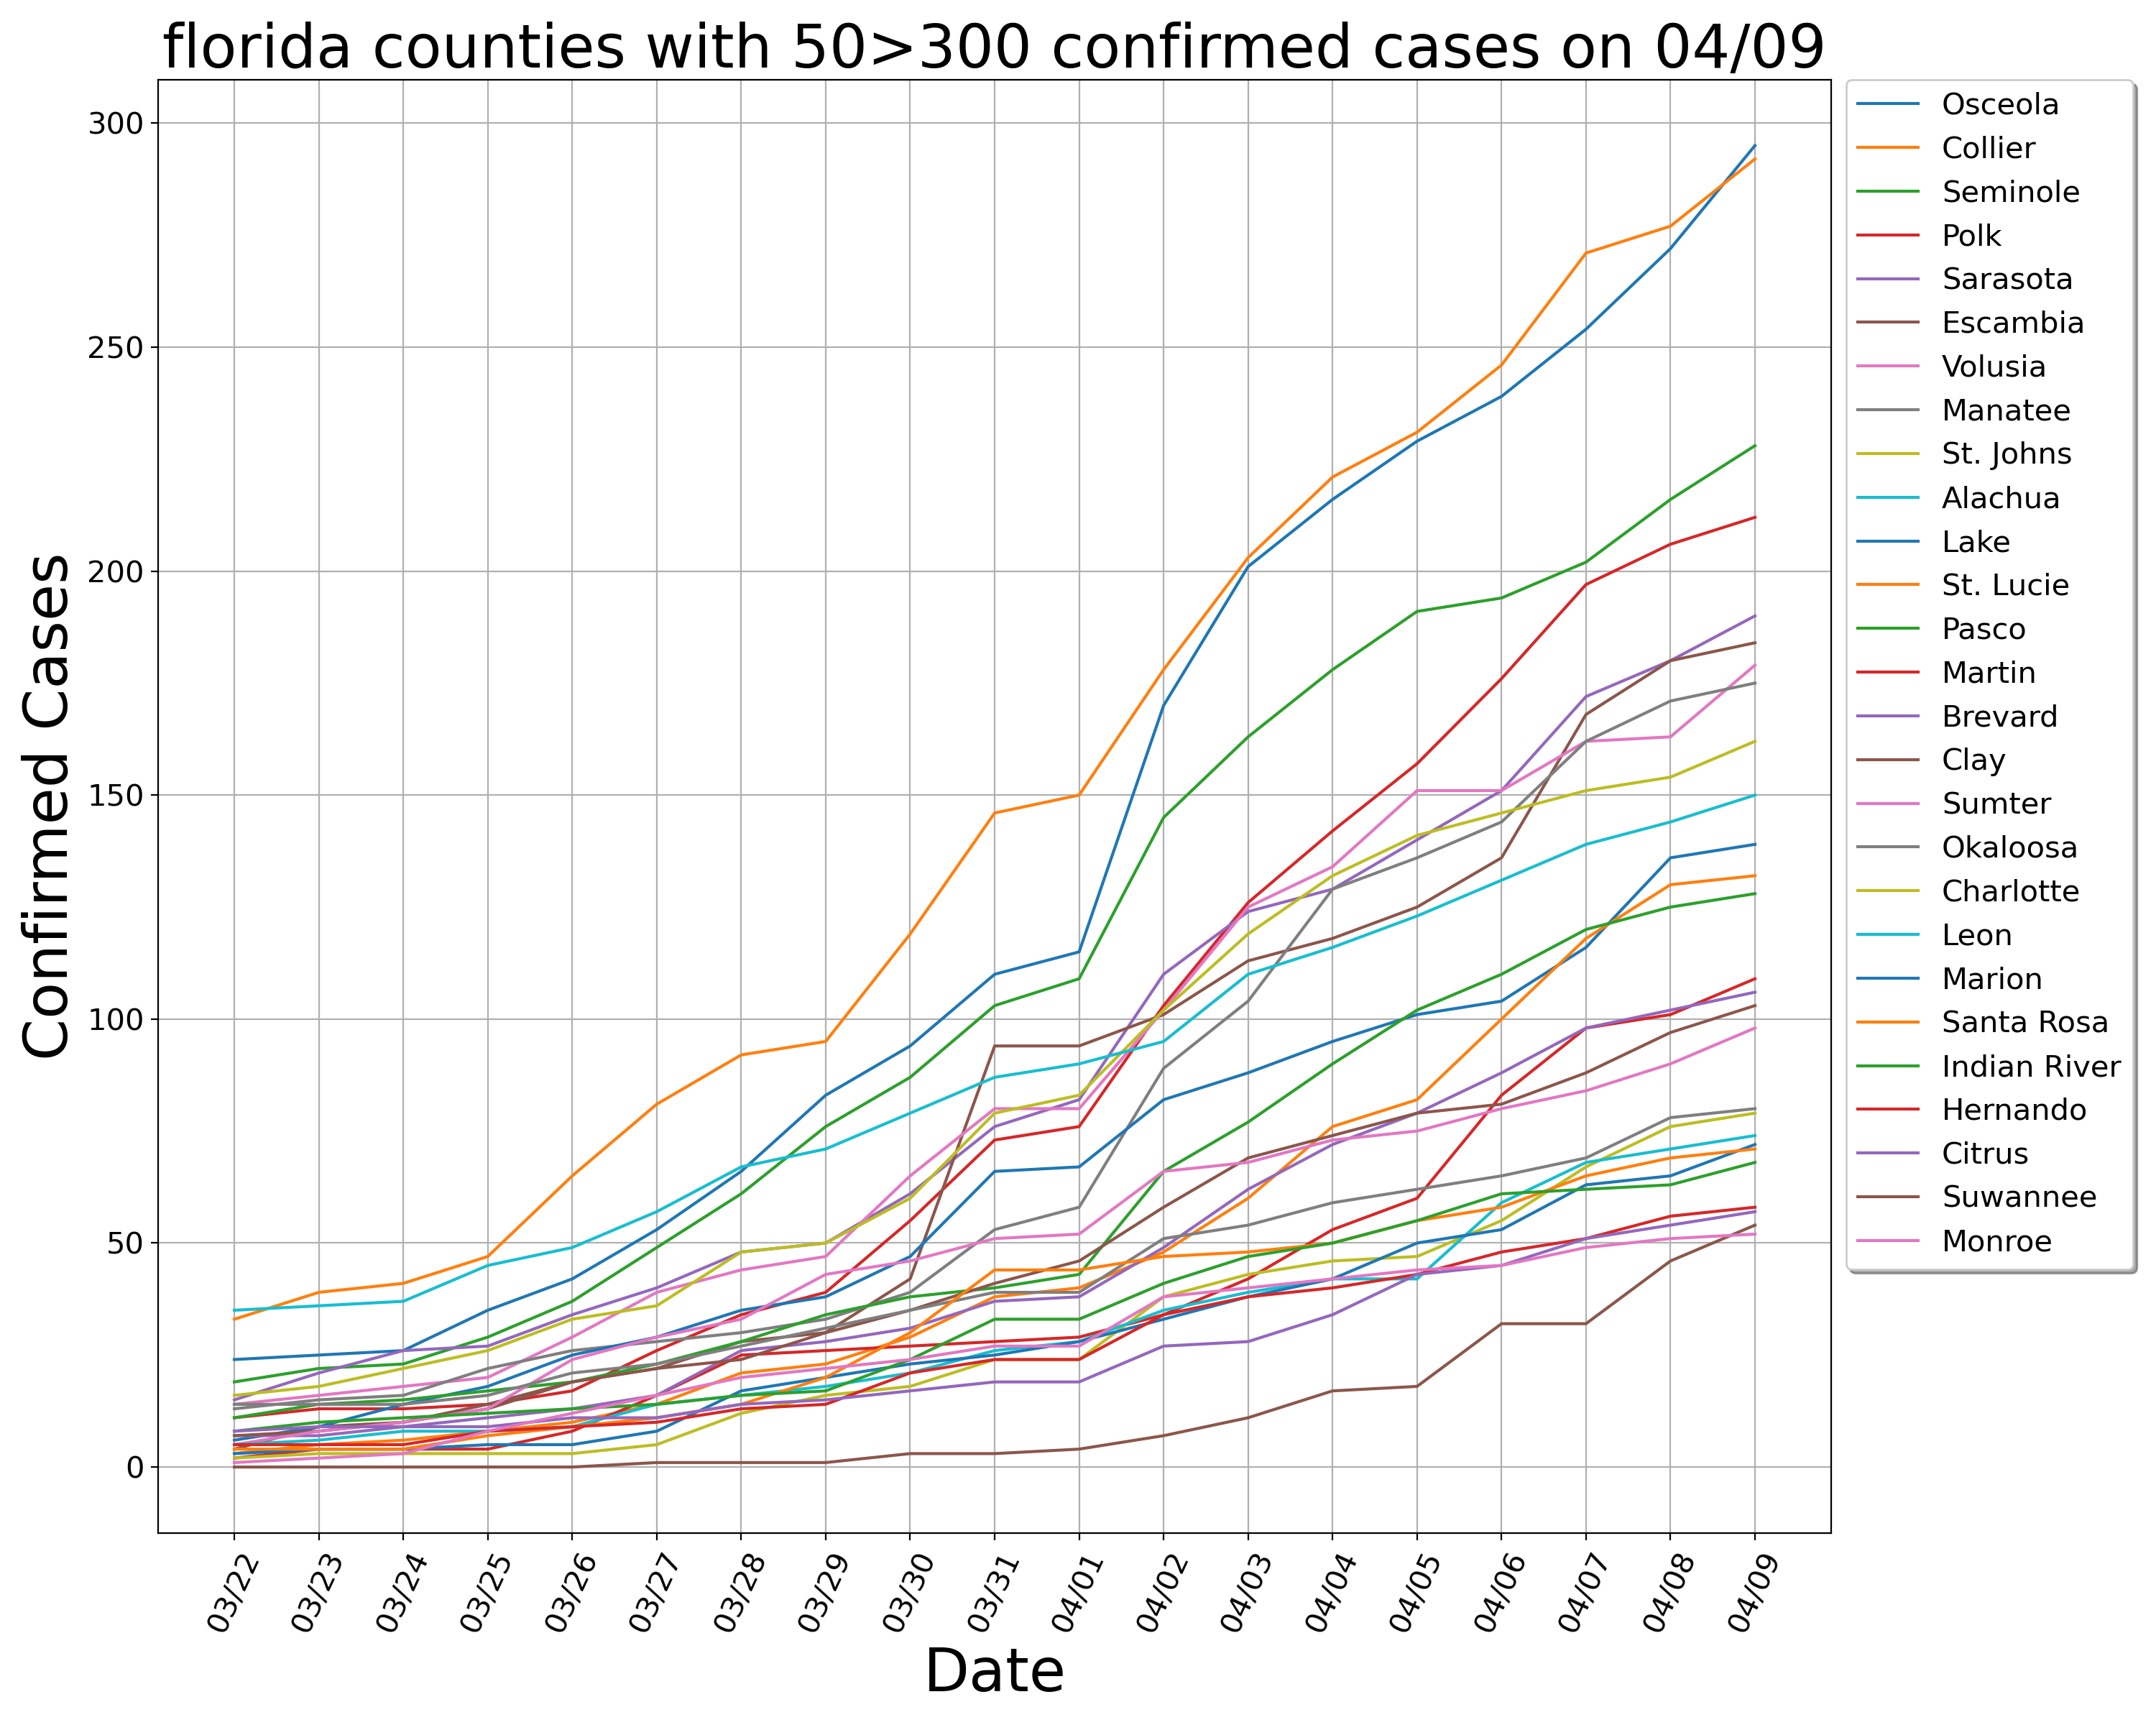 florida counties with 50>300 confirmed cases on 04/09
Confirmed Cases
300
250
200
150
100
50
0
03/22
03/23
03/24
03/25
03/26
03/27
03/28
03/29
03/30
03/31
04/01
04/02
04/03
04/04
04/05
04/06
04/07
04/08
04/09
Date
Osceola
Collier
Seminole
Polk
Sarasota
Escambia
Volusia
Manatee
St. Johns
Alachua
Lake
St. Lucie
Pasco
Martin
Brevard
Clay
Sumter
Okaloosa
Charlotte
Leon
Marion
Santa Rosa
Indian River
Hernando
Citrus
Suwannee
Monroe